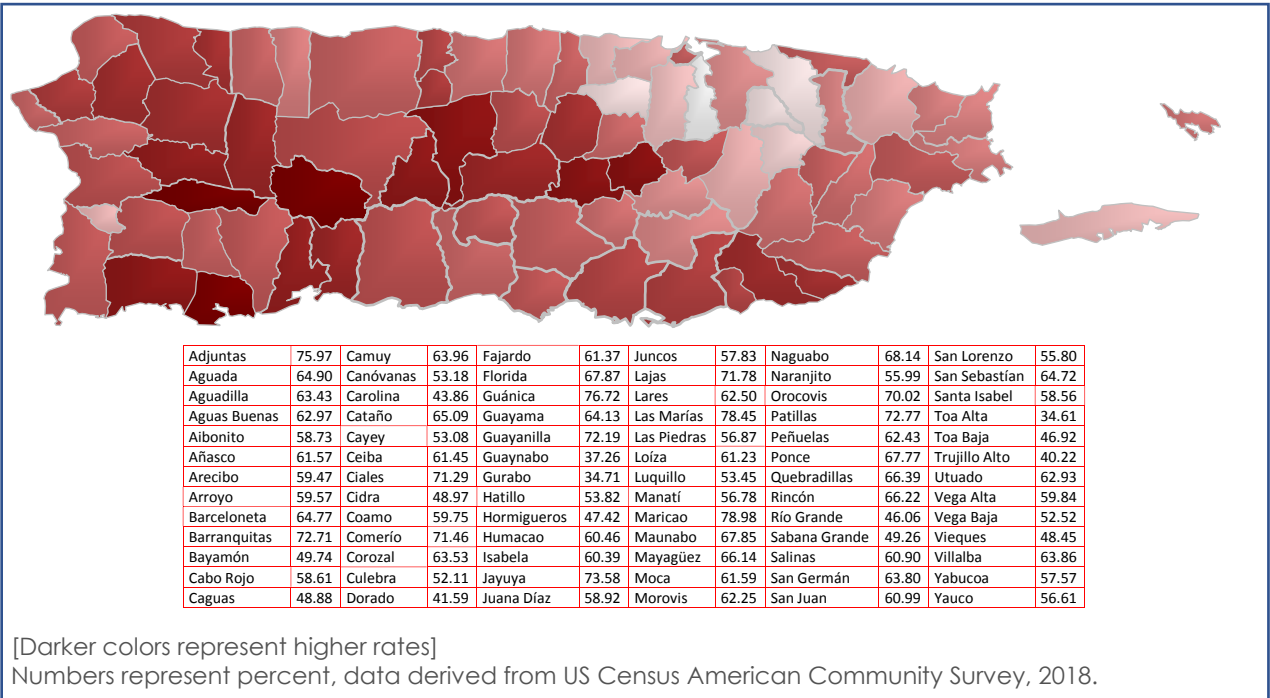 Adjuntas 75.97 Camuy 63.96 Fajardo 61.37 Juncos 57.83 Naguabo 68.14 San Lorenzo 55.80
Aguada 64.90 Canóvanas 53.18 Florida 67.87 Lajas 71.78 Naranjito 55.99 San Sebastían 64.72
Aguadilla 63.43 Carolina 43.86 Guánica 76.72 Lares 62.50 Orocovis 70.02 Santa Isabel 58.56
Aguas Buenas 62.97 Cataño 65.09 Guayama 64.13 Las Marías 78.45 Patillas 72.77 Toa Alta 34.61
Aibonito 58.73 Cayey 53.08 Guayanilla 72.19 Las Piedras 56.87 Peñuelas 62.43 Toa Baja 46.92
Añasco 61.57 Ceiba 61.45 Guaynabo 37.26 Loíza 61.23 Ponce 67.77 Trujillo Alto 40.22
Arecibo 59.47 Ciales 71.29 Gurabo 34.71 Luquillo 53.45 Quebradillas 66.39 Utuado 62.93
Arroyo 59.57 Cidra 48.97 Hatillo 53.82 Manatí 56.78 Rincón 66.22 Vega Alta 59.84
Barceloneta 64.77 Coamo 59.75 Hormigueros 47.42 Maricao 78.98 Río Grande 46.06 Vega Baja 52.52
Barranquitas 72.71 Comerío 71.46 Humacao 60.46 Maunabo 67.85 Sabana Grande 49.26 Vieques 48.45
Bayamón 49.74 Corozal 63.53 Isabela 60.39 Mayagüez 66.14 Salinas 60.90 Villalba 63.86
Cabo Rojo 58.61 Culebra 52.11 Jayuya 73.58 Moca 61.59 San Germán 63.80 Yabucoa 57.57
Caguas 48.88 Dorado 41.59 Juana Díaz 58.92 Morovis 62.25 San Juan 60.99 Yauco 56.61
[Darker colors represent higher rates]
Numbers represent percent, data derived from US Census American Community Survey, 2018.